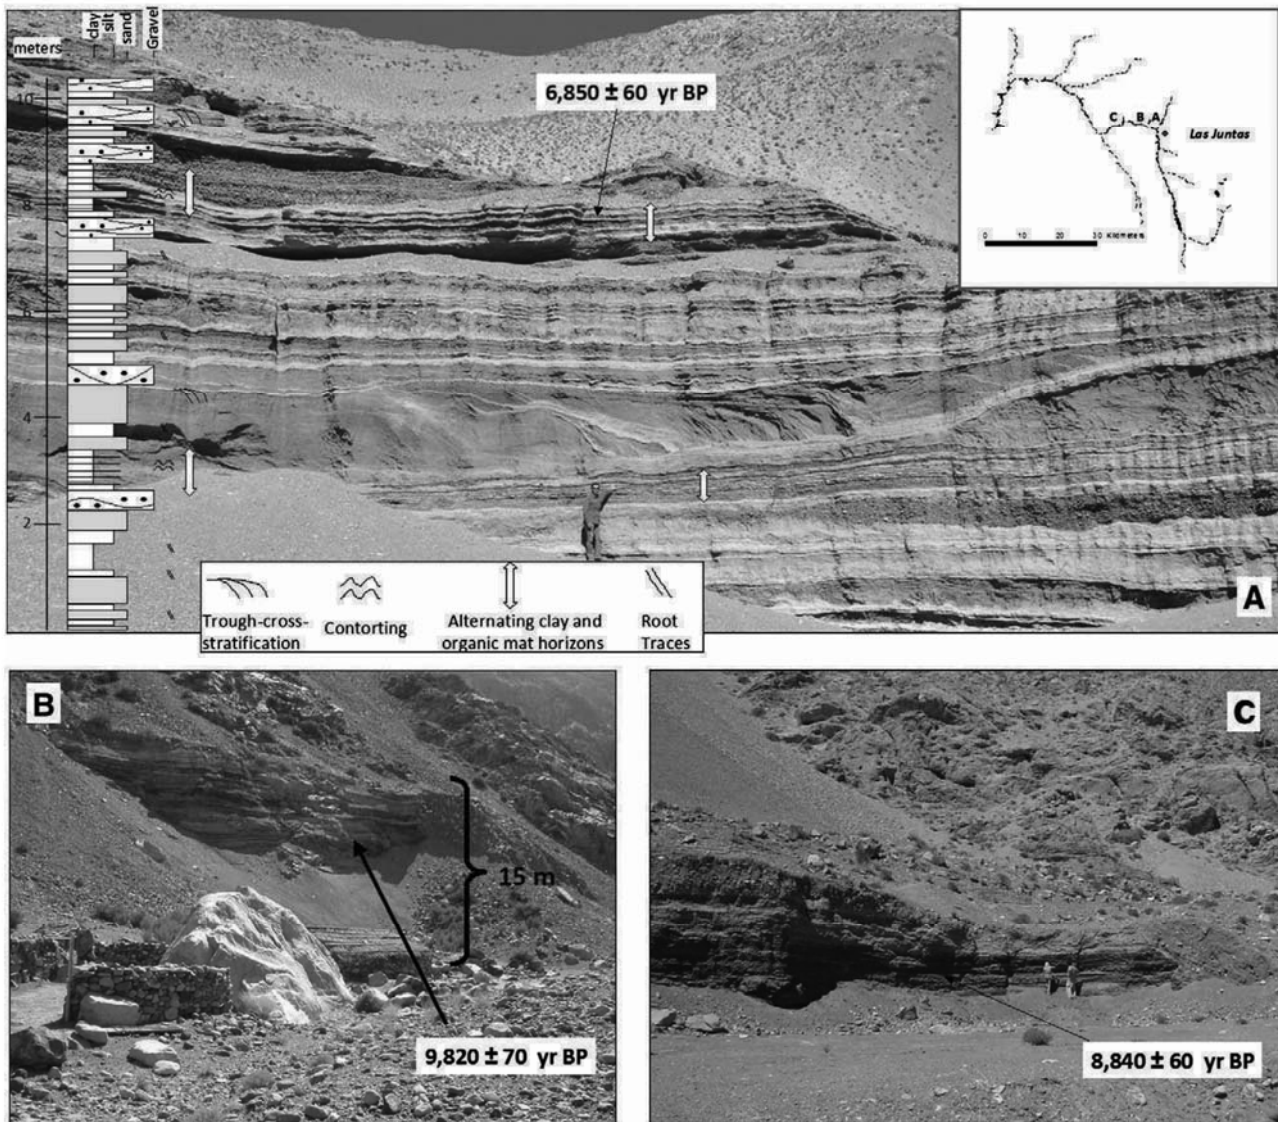 meters
clay
silt
sand
Gravel
10
8
6
4
2
6,850 ± 60 yr BP
C B A
Las Juntas
0 10 20 30 Kilometers
Trough-cross-
stratification
Contorting
Alternating clay and
organic mat horizons
Root
Traces
A
B
15 m
9,820 ± 70 yr BP
C
8,840 ± 60 yr BP